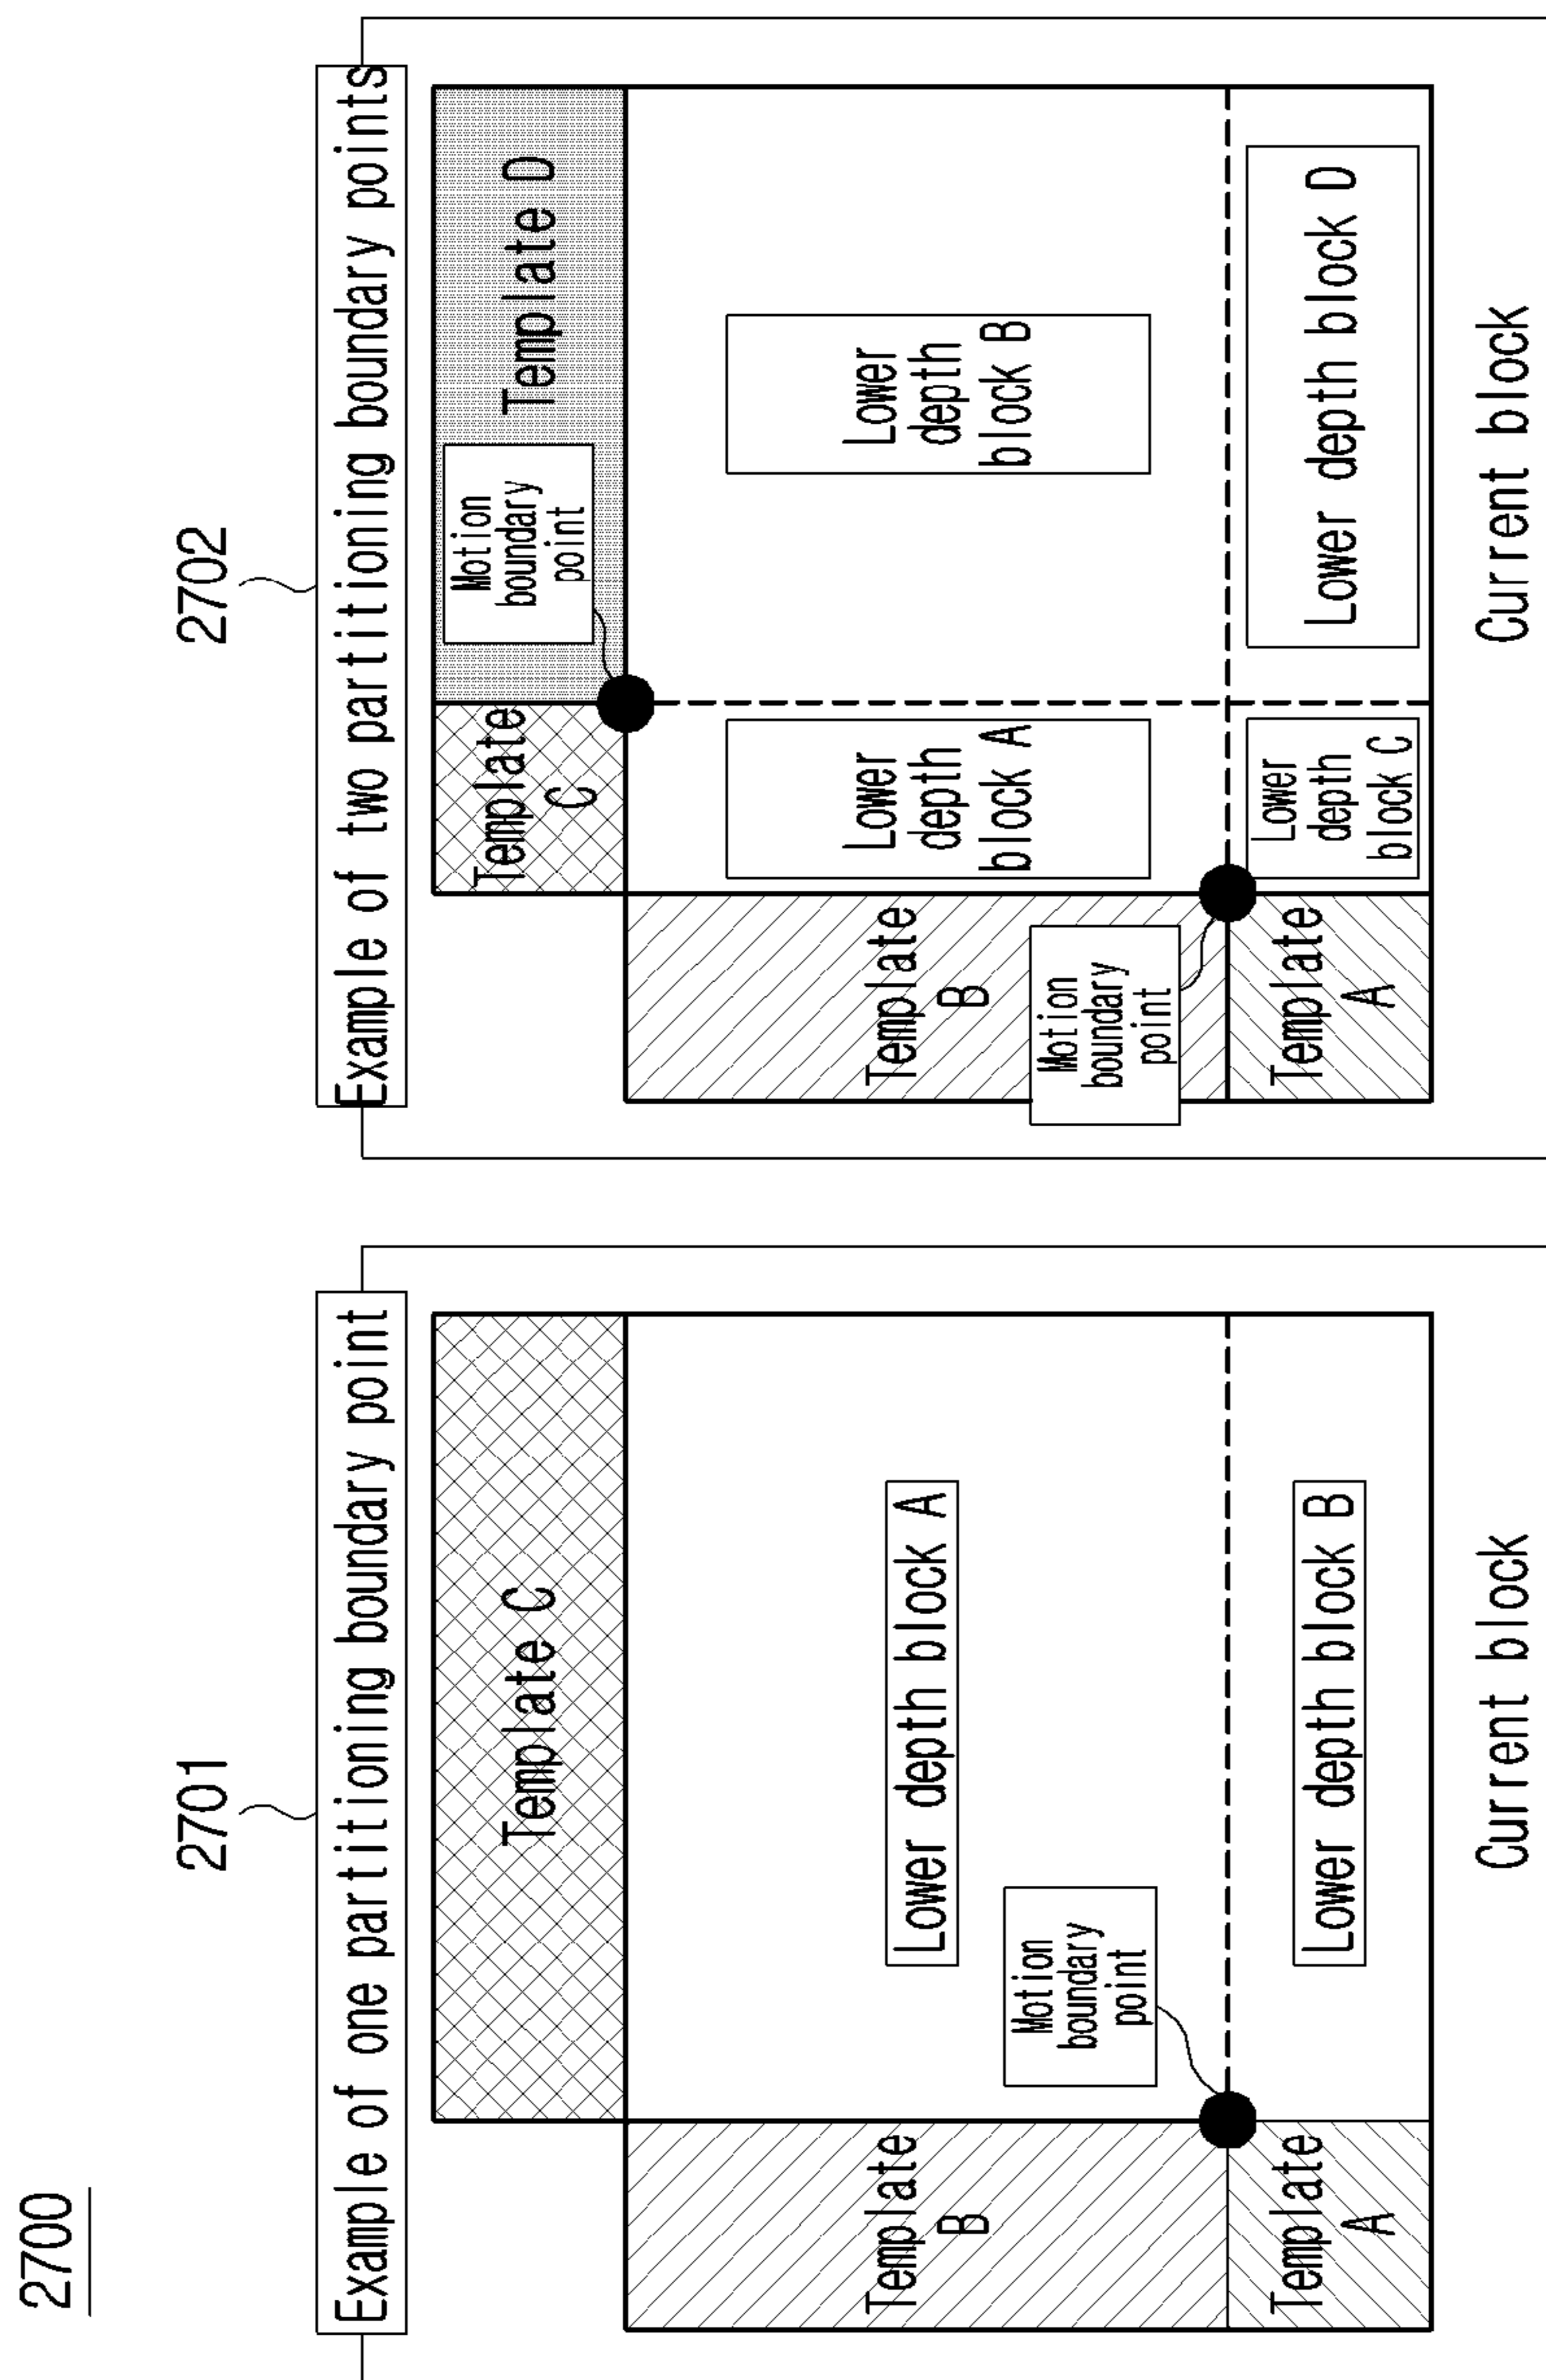 2700
2701
Example of one partitioning boundary point
Template C
Template
B
Lower depth block A
Motion
boundary
point
Template
A
Lower depth block B
Current block
2702
Example of two partitioning boundary points
Template
C
Template D
Motion
boundary
point
Template
B
Lower
depth
block A
Lower
depth
block B
Motion
boundary
point
Template
A
Lower
depth
block C
Lower depth block D
Current block